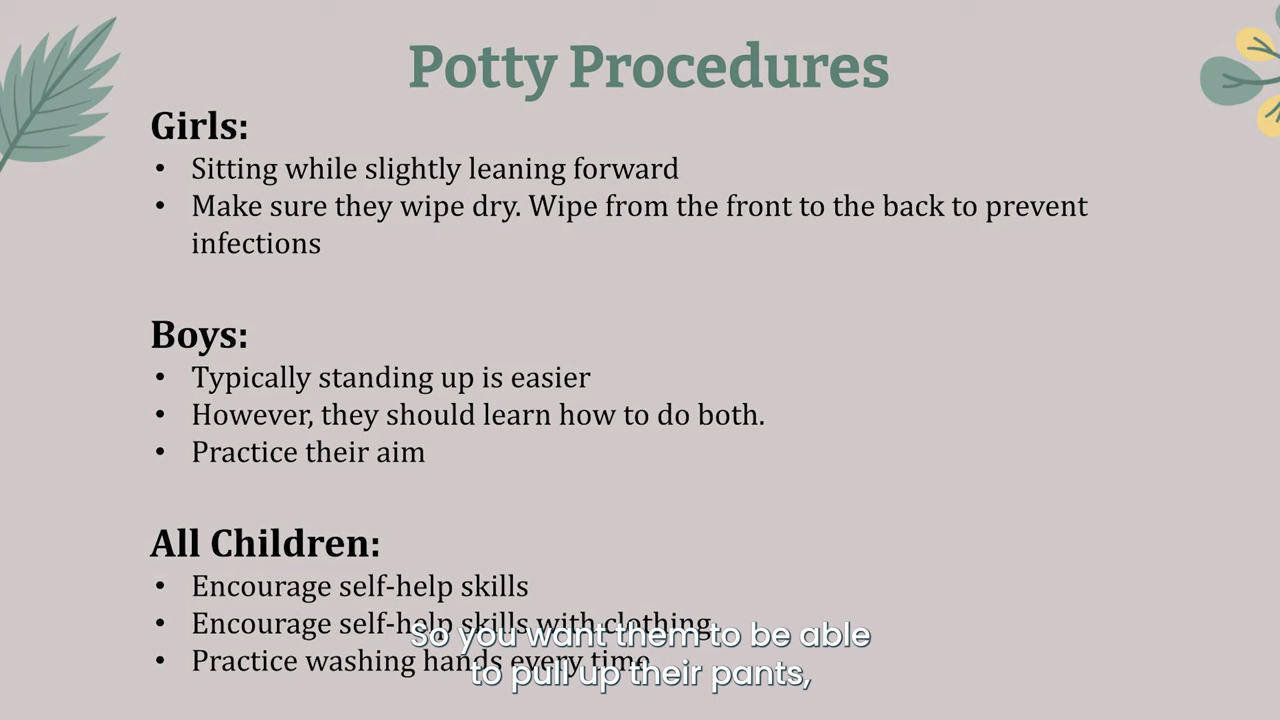 Potty Procedures
Girls:
• Sitting while slightly leaning forward
• Make sure they wipe dry. Wipe from the front to the back to prevent
infections
Boys:
• Typically standing up is easier
• However, they should learn how to do both.
• Practice their aim
All Children:
• Encourage self-help skills
• Encourage self-help skills with clothing
• Practice washing hands every time
So you want them to be able
to pull up their pants,